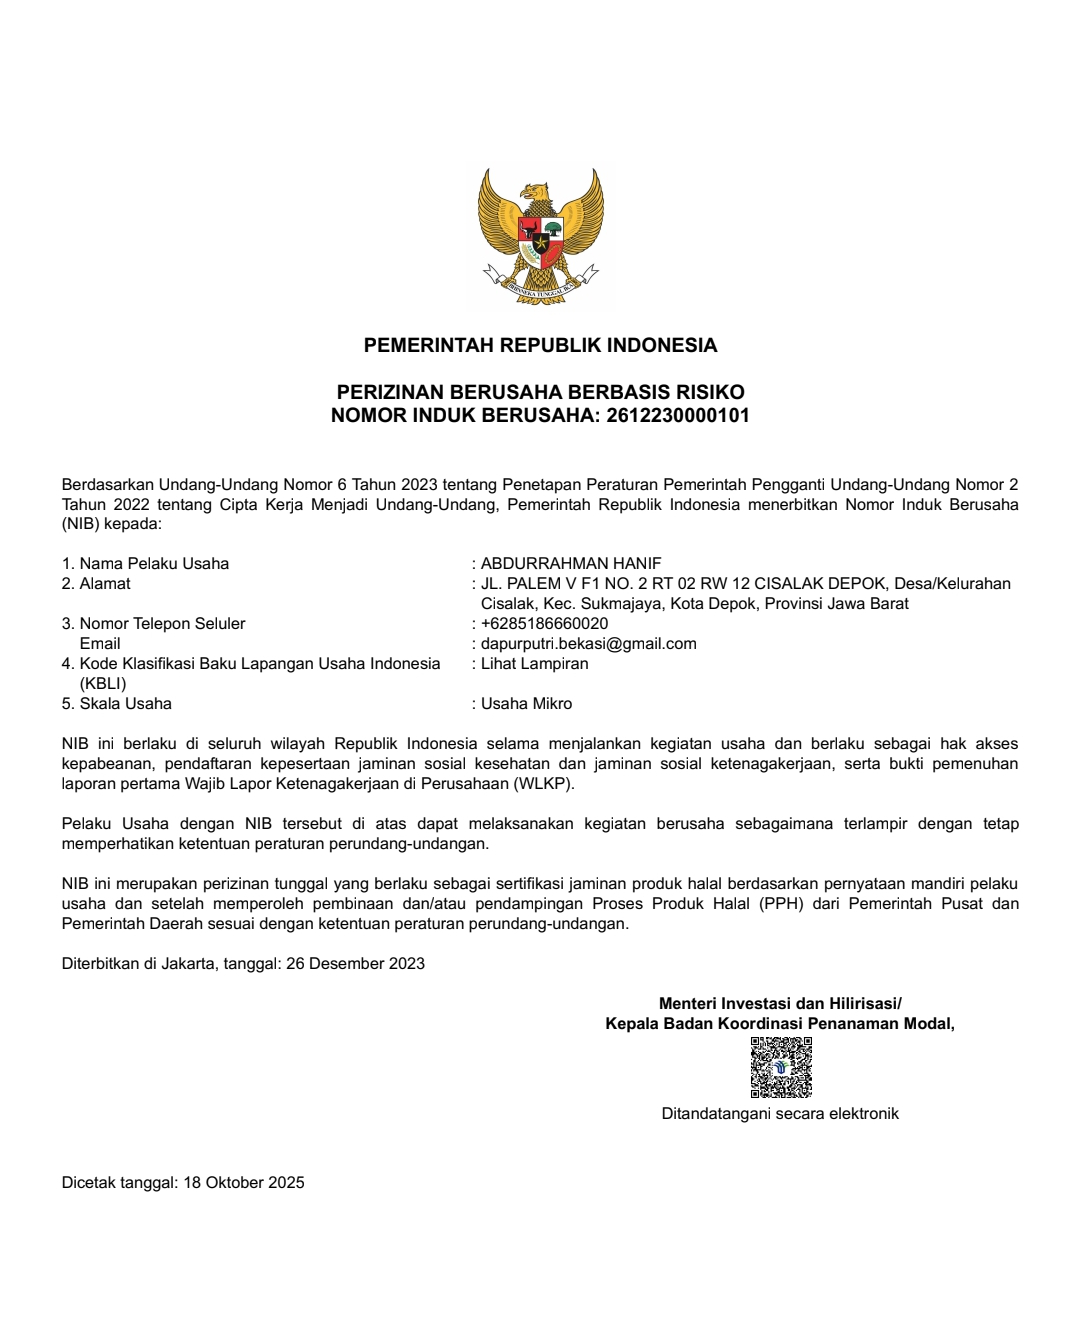 BHINNEKA TUNGGAL IKA
PEMERINTAH REPUBLIK INDONESIA
PERIZINAN BERUSAHA BERBASIS RISIKO
NOMOR INDUK BERUSAHA: 2612230000101
Berdasarkan Undang-Undang Nomor 6 Tahun 2023 tentang Penetapan Peraturan Pemerintah Pengganti Undang-Undang Nomor 2
Tahun 2022 tentang Cipta Kerja Menjadi Undang-Undang, Pemerintah Republik Indonesia menerbitkan Nomor Induk Berusaha
(NIB) kepada:
1. Nama Pelaku Usaha : ABDURRAHMAN HANIF
2. Alamat : JL. PALEM V F1 NO. 2 RT 02 RW 12 CISALAK DEPOK, Desa/Kelurahan
Cisalak, Kec. Sukmajaya, Kota Depok, Provinsi Jawa Barat
3. Nomor Telepon Seluler : +6285186660020
Email : dapurputri.bekasi@gmail.com
4. Kode Klasifikasi Baku Lapangan Usaha Indonesia : Lihat Lampiran
(KBLI)
5. Skala Usaha : Usaha Mikro
NIB ini berlaku di seluruh wilayah Republik Indonesia selama menjalankan kegiatan usaha dan berlaku sebagai hak akses
kepabeanan, pendaftaran kepesertaan jaminan sosial kesehatan dan jaminan sosial ketenagakerjaan, serta bukti pemenuhan
laporan pertama Wajib Lapor Ketenagakerjaan di Perusahaan (WLKP).
Pelaku Usaha dengan NIB tersebut di atas dapat melaksanakan kegiatan berusaha sebagaimana terlampir dengan tetap
memperhatikan ketentuan peraturan perundang-undangan.
NIB ini merupakan perizinan tunggal yang berlaku sebagai sertifikasi jaminan produk halal berdasarkan pernyataan mandiri pelaku
usaha dan setelah memperoleh pembinaan dan/atau pendampingan Proses Produk Halal (PPH) dari Pemerintah Pusat dan
Pemerintah Daerah sesuai dengan ketentuan peraturan perundang-undangan.
Diterbitkan di Jakarta, tanggal: 26 Desember 2023
Menteri Investasi dan Hilirisasi/
Kepala Badan Koordinasi Penanaman Modal,
Ditandatangani secara elektronik
Dicetak tanggal: 18 Oktober 2025